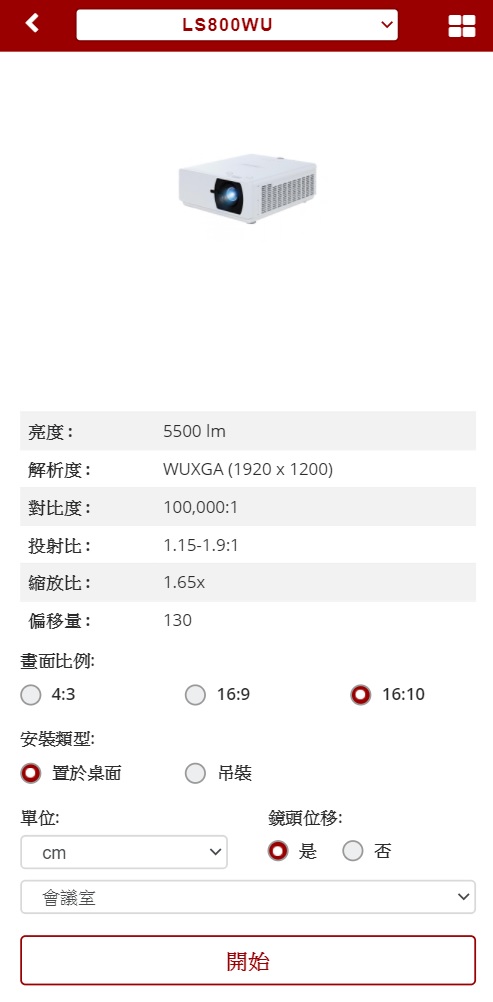 LS800WU
亮度 : 5500 lm
解析度 : WUXGA (1920 x 1200)
對比度 : 100,000:1
投射比 : 1.15-1.9:1
縮放比 : 1.65x
偏移量 : 130
畫面比例:
4:3 16:9 16:10
安裝類型:
置於桌面 吊裝
單位: 鏡頭位移:
cm 是 否
會議室
開始